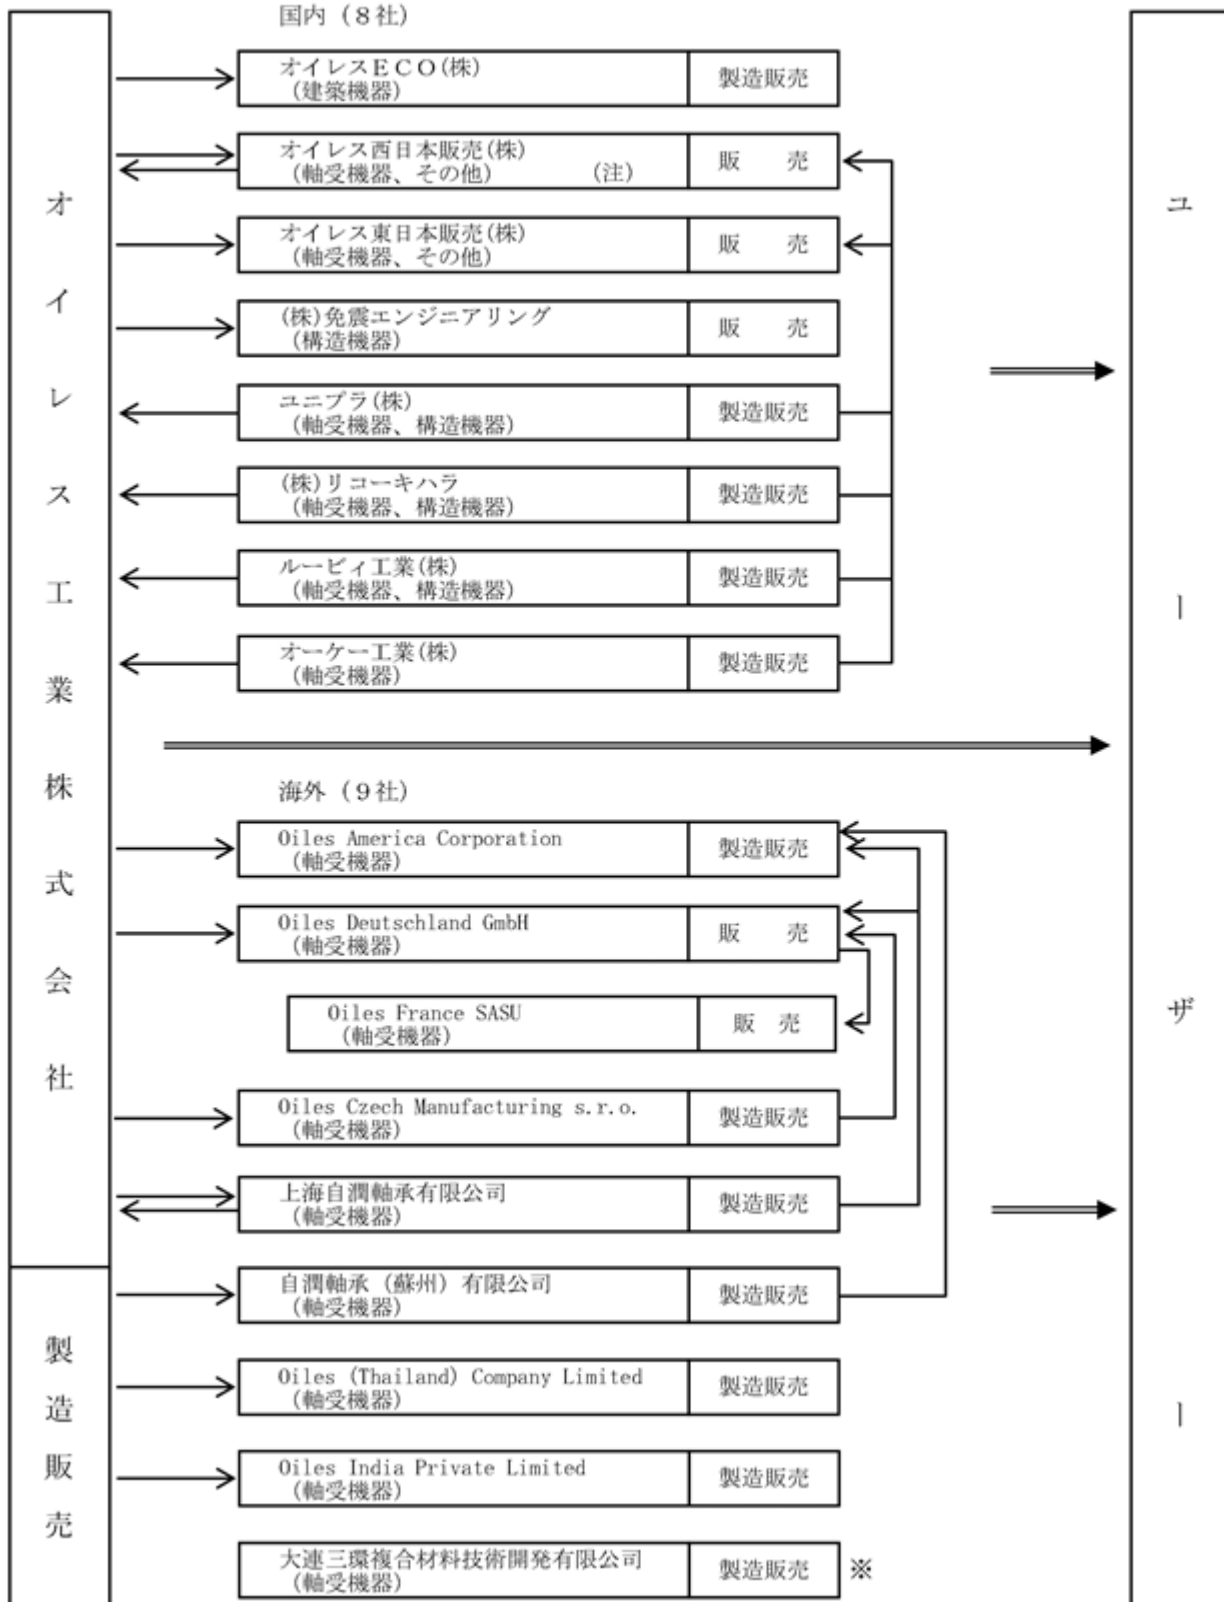 国内（８社）
オイレスＥＣＯ(株)
（建築機器）
製造販売
オイレス西日本販売(株)
（軸受機器、その他）　　　　（注）
販　売
オイレス東日本販売(株)
（軸受機器、その他）
販　売
(株)免震エンジニアリング
（構造機器）
販　売
ユニプラ(株)
（軸受機器、構造機器）
製造販売
(株)リコーキハラ
（軸受機器、構造機器）
製造販売
ルービィ工業(株)
（軸受機器、構造機器）
製造販売
オーケー工業(株)
（軸受機器）
製造販売
海外（９社）
Oiles America Corporation
（軸受機器）
製造販売
Oiles Deutschland GmbH
（軸受機器）
販　売
Oiles France SASU
（軸受機器）
販　売
Oiles Czech Manufacturing s.r.o.
（軸受機器）
製造販売
上海自潤軸承有限公司
（軸受機器）
製造販売
自潤軸承（蘇州）有限公司
（軸受機器）
製造販売
Oiles (Thailand) Company Limited
（軸受機器）
製造販売
Oiles India Private Limited
（軸受機器）
製造販売
大連三環複合材料技術開発有限公司
（軸受機器）
製造販売　※
オイレス工業株式会社
製造販売
ユーザー